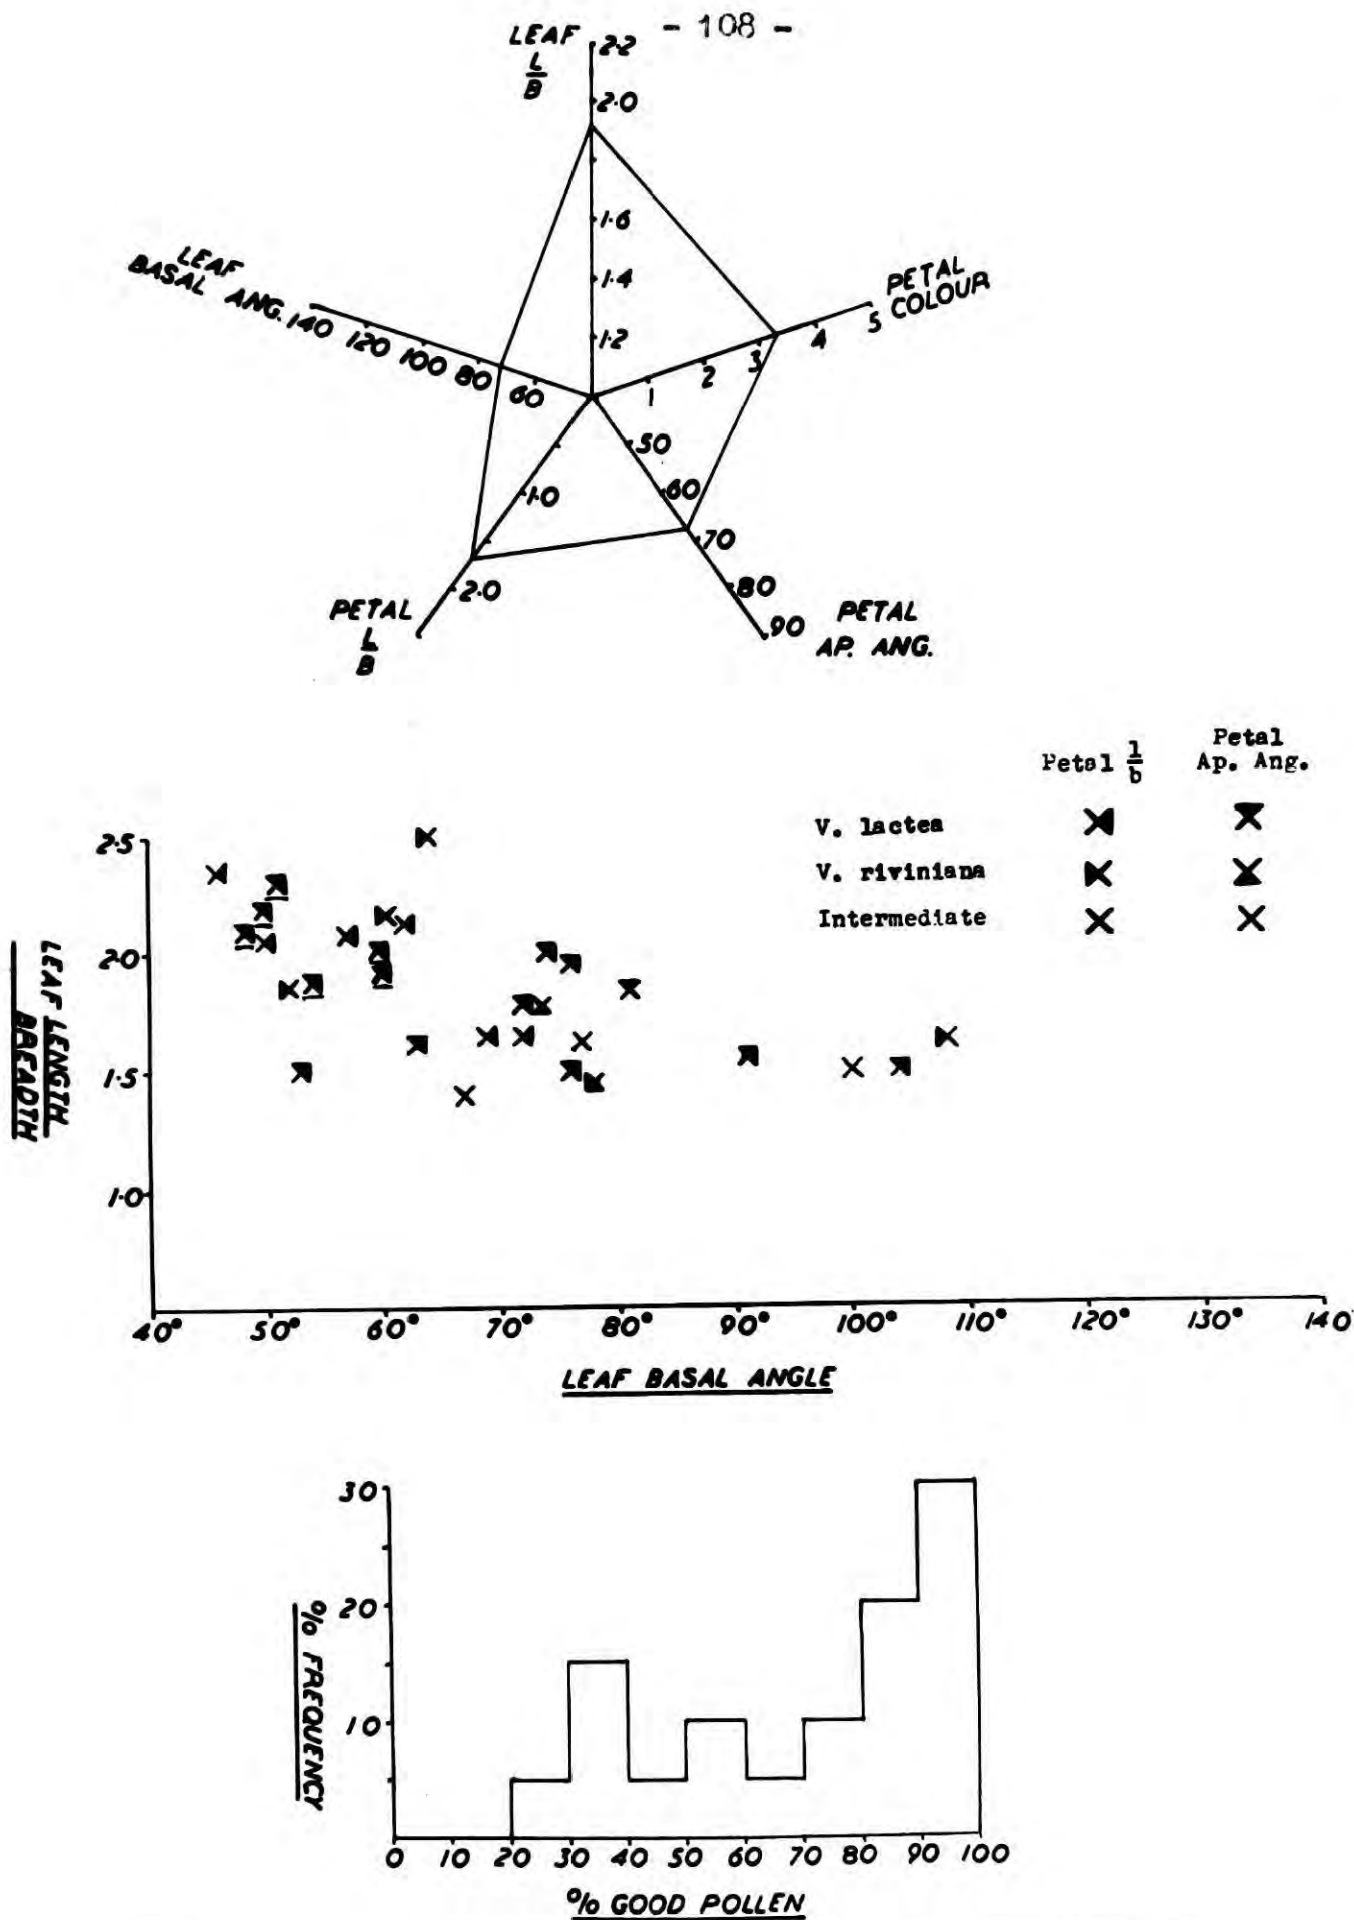 - 108 -
LEAF
L
B
2.2
2.0
1.6
1.4
1.2
LEAF
BASAL ANG.
140 120 100 80 60
PETAL
COLOUR
1 2 3 4 5
50
60
70
80
90
PETAL
AP. ANG.
1.0
2.0
PETAL
L
B
Petal l/b Petal
Ap. Ang.
V. lactea
V. riviniana
Intermediate
2.5
2.0
1.5
1.0
LEAF LENGTH
BREADTH
40° 50° 60° 70° 80° 90° 100° 110° 120° 130° 140
LEAF BASAL ANGLE
30
20
10
% FREQUENCY
0 10 20 30 40 50 60 70 80 90 100
% GOOD POLLEN